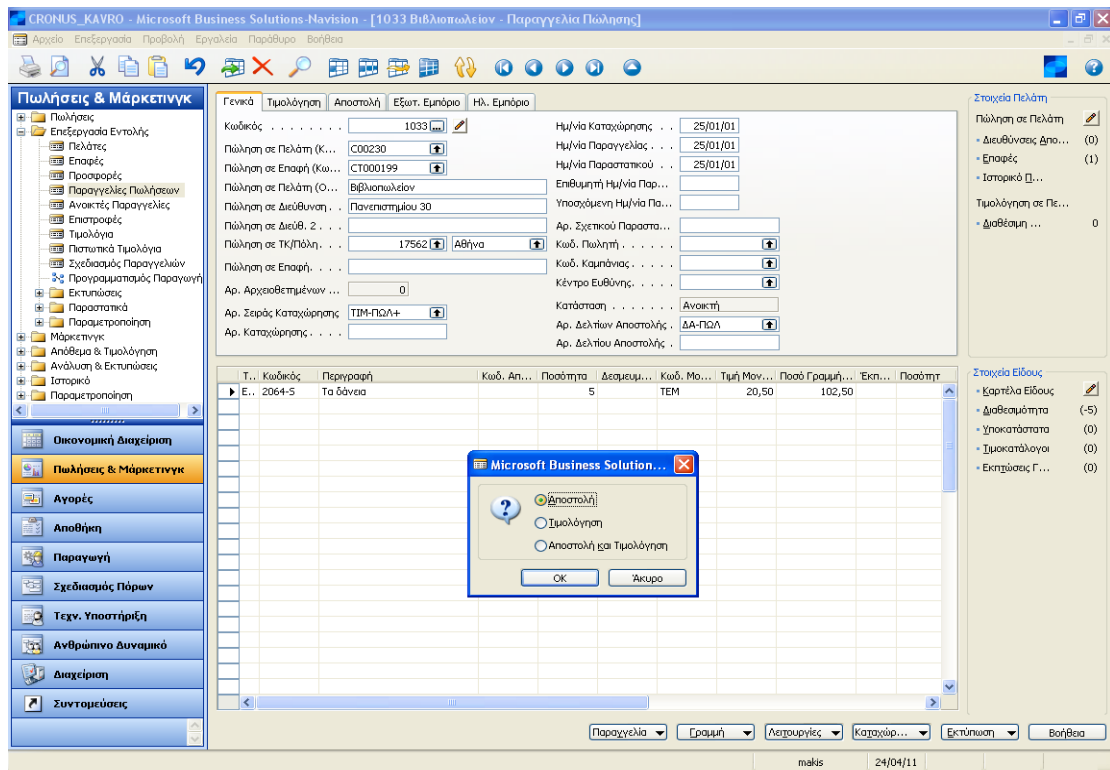 CRONUS_KAVRO - Microsoft Business Solutions-Navision - [1033 Βιβλιοπωλείον - Παραγγελία Πώλησης]
Αρχείο Επεξεργασία Προβολή Εργαλεία Παράθυρο Βοήθεια
Πωλήσεις & Μάρκετινγκ
Πωλήσεις
Επεξεργασία Εντολής
Πελάτες
Επαφές
Προσφορές
Παραγγελίες Πωλήσεων
Ανοικτές Παραγγελίες
Επιστροφές
Τιμολόγια
Πιστωτικά Τιμολόγια
Σχεδιασμός Παραγγελιών
Προγραμματισμός Παραγωγή
Εκτυπώσεις
Παραστατικά
Παραμετροποίηση
Μάρκετινγκ
Απόθεμα & Τιμολόγηση
Ανάλυση & Εκτυπώσεις
Ιστορικό
Παραμετροποίηση
Οικονομική Διαχείριση
Πωλήσεις & Μάρκετινγκ
Αγορές
Αποθήκη
Παραγωγή
Σχεδιασμός Πόρων
Τεχν. Υποστήριξη
Ανθρώπινο Δυναμικό
Διαχείριση
Συντομεύσεις
Γενικά Τιμολόγηση Αποστολή Εξωτ. Εμπόριο Ηλ. Εμπόριο
Κωδικός . . . . . . . . 1033
Πώληση σε Πελάτη (Κ... C00230
Πώληση σε Επαφή (Κω... CT000199
Πώληση σε Πελάτη (Ο... Βιβλιοπωλείον
Πώληση σε Διεύθυνση . . Πανεπιστημίου 30
Πώληση σε Διεύθ. 2 . . .
Πώληση σε ΤΚ/Πόλη. . . 17562 Αθήνα
Πώληση σε Επαφή. . . .
Αρ. Αρχειοθετημένων ... 0
Αρ. Σειράς Καταχώρησης ΤΙΜ-ΠΩΛ+
Αρ. Καταχώρησης. . . .
Ημ/νία Καταχώρησης . . 25/01/01
Ημ/νία Παραγγελίας . . 25/01/01
Ημ/νία Παραστατικού . . 25/01/01
Επιθυμητή Ημ/νία Παρ...
Υποσχόμενη Ημ/νία Πα...
Αρ. Σχετικού Παραστα...
Κωδ. Πωλητή . . . . . .
Κωδ. Καμπάνιας. . . . .
Κέντρο Ευθύνης. . . . .
Κατάσταση . . . . . . . Ανοικτή
Αρ. Δελτίων Αποστολής . ΔΑ-ΠΩΛ
Αρ. Δελτίου Αποστολής .
Τ.. Κωδικός Περιγραφή Κωδ. Απ... Ποσότητα Δεσμευμ... Κωδ. Μο... Τιμή Μον... Ποσό Γραμμή... Έκπ... Ποσότητ
Ε.. 2064-5 Τα δάνεια 5 ΤΕΜ 20,50 102,50
Microsoft Business Solution...
Αποστολή
Τιμολόγηση
Αποστολή και Τιμολόγηση
OK Άκυρο
Στοιχεία Πελάτη
Πώληση σε Πελάτη
Διευθύνσεις Απο... (0)
Επαφές (1)
Ιστορικό Π...
Τιμολόγηση σε Πε...
Διαθέσιμη ... 0
Στοιχεία Είδους
Καρτέλα Είδους
Διαθεσιμότητα (-5)
Υποκατάστατα (0)
Τιμοκατάλογοι (0)
Εκπτώσεις Γ... (0)
Παραγγελία Γραμμή Λειτουργίες Καταχώρ... Εκτύπωση Βοήθεια
makis 24/04/11